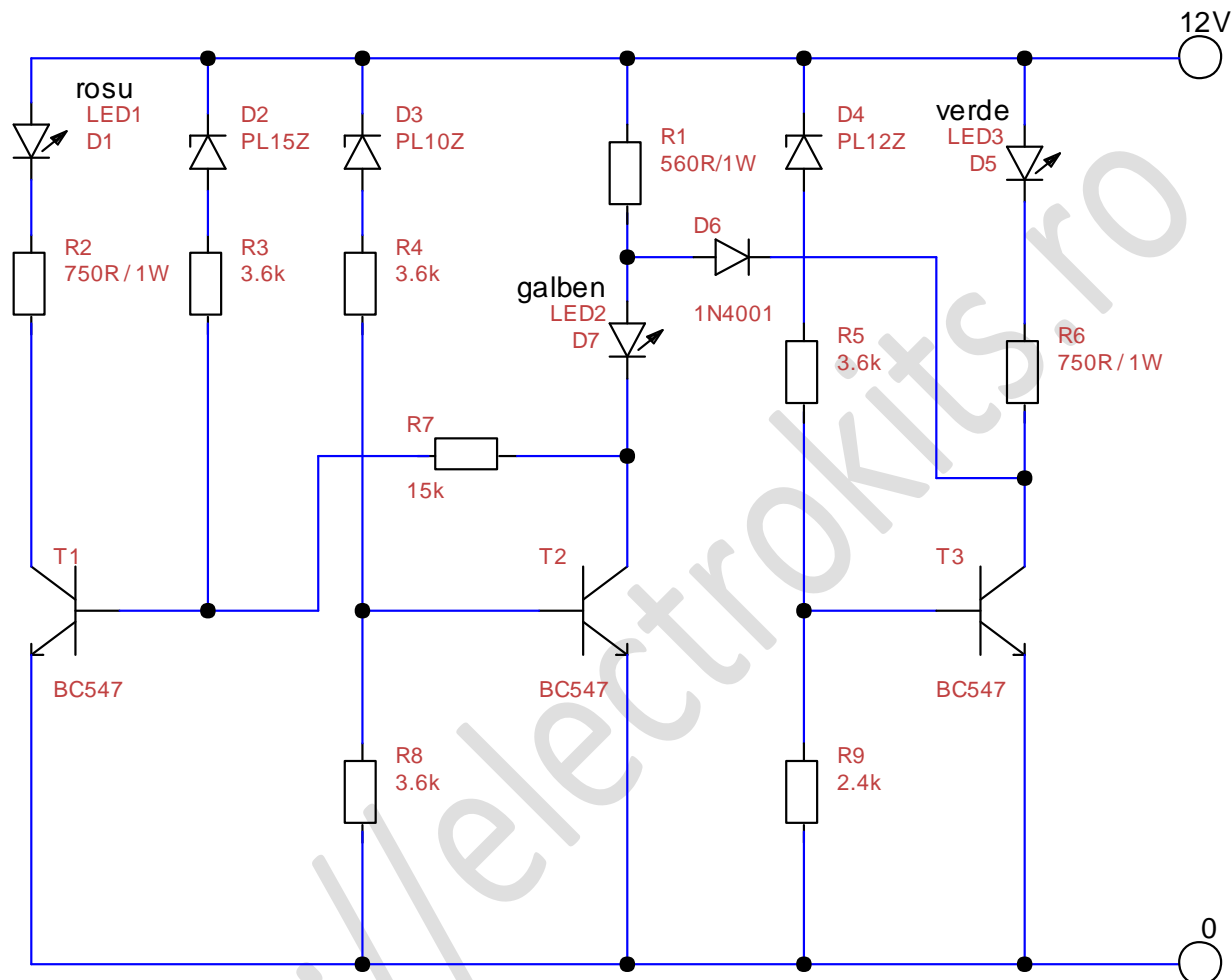 12V
rosu
LED1
D1
D2
PL15Z
D3
PL10Z
R1
560R/1W
D4
PL12Z
verde
LED3
D5
R2
750R/1W
R3
3.6k
R4
3.6k
D6
1N4001
galben
LED2
D7
R5
3.6k
R6
750R/1W
R7
15k
T1
BC547
T2
BC547
T3
BC547
R8
3.6k
R9
2.4k
0
//electrokits.ro